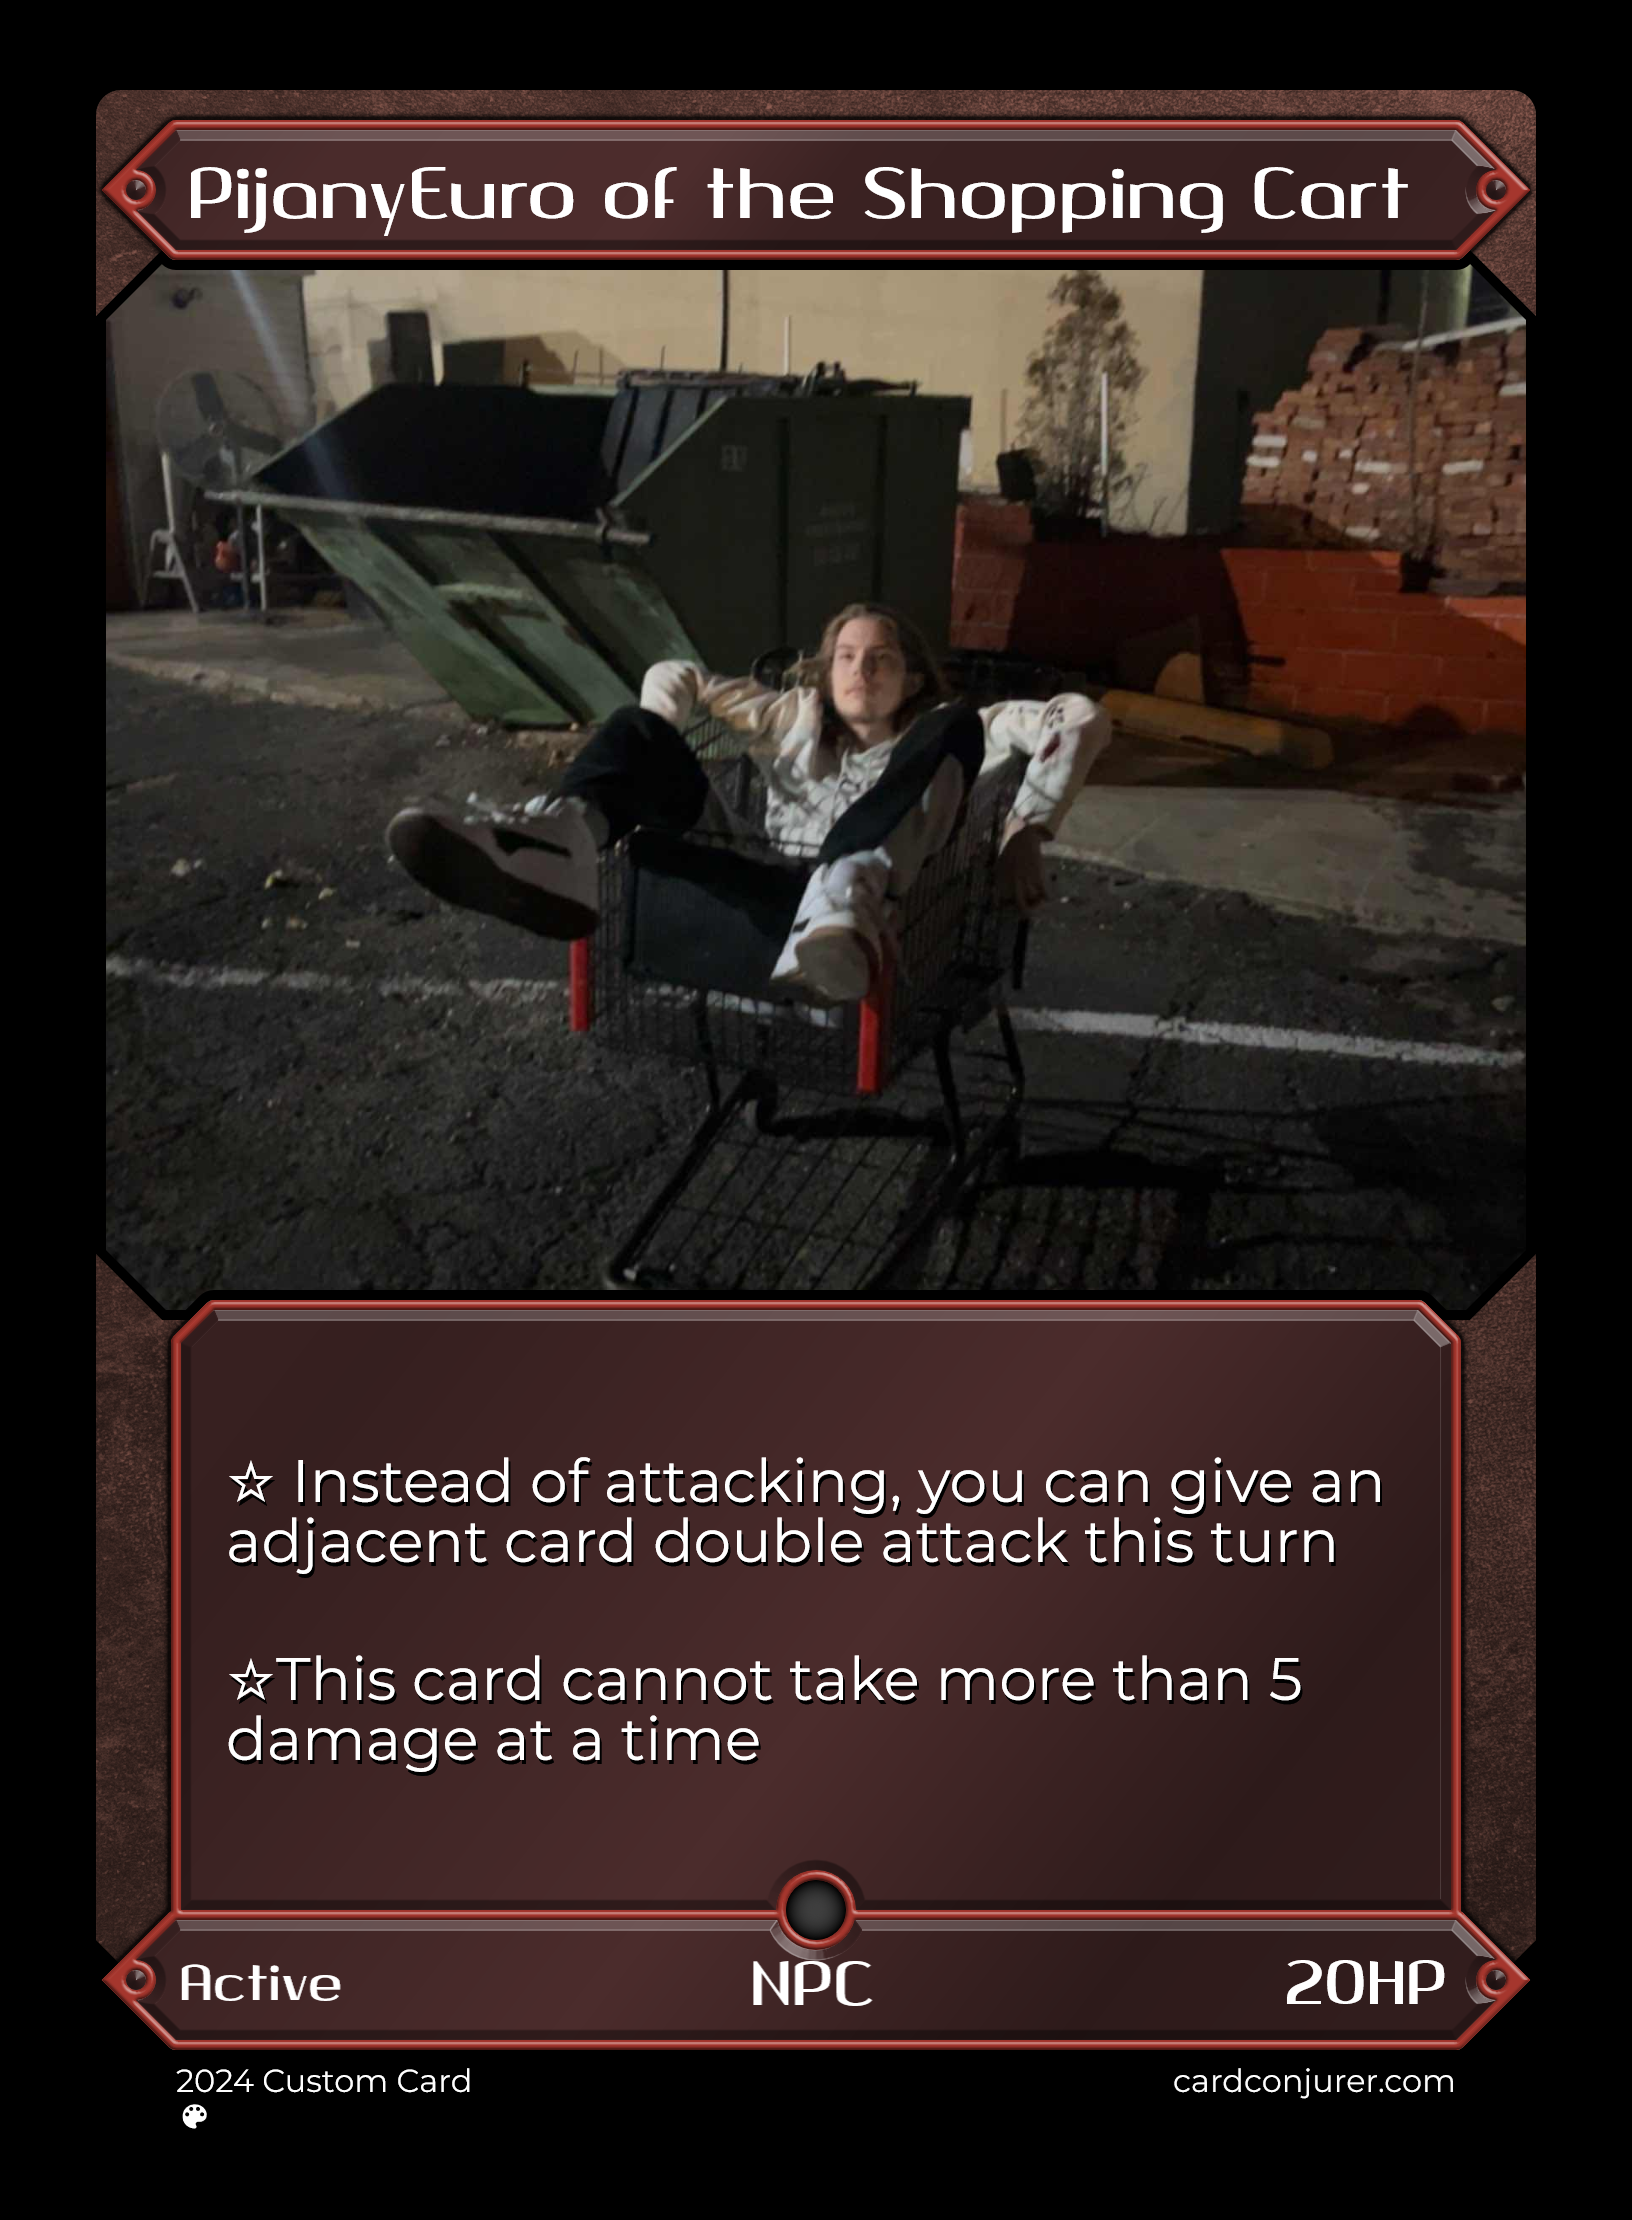 PijanyEuro of the Shopping Cart
☆ Instead of attacking, you can give an
adjacent card double attack this turn
☆This card cannot take more than 5
damage at a time
Active
NPC
20HP
2024 Custom Card
cardconjurer.com